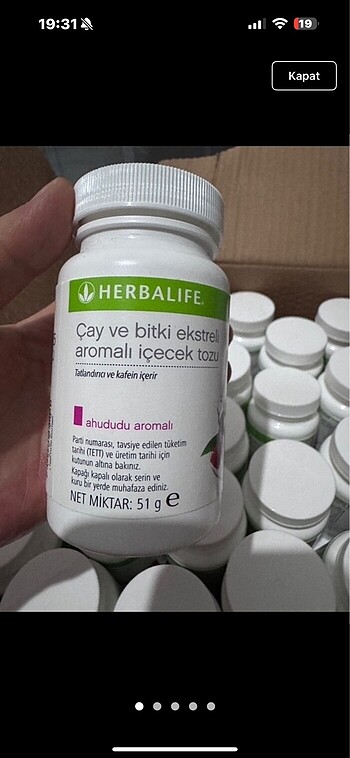 19:31
19
Kapat
HERBALIFE
Çay ve bitki ekstreli
aromalı içecek tozu
Tatlandırıcı ve kafein içerir
ahududu aromalı
Parti numarası, tavsiye edilen tüketim
tarihi (TETT) ve üretim tarihi için
kutunun altına bakınız.
Kapağı kapalı olarak serin ve
kuru bir yerde muhafaza ediniz.
NET MİKTAR: 51 g e